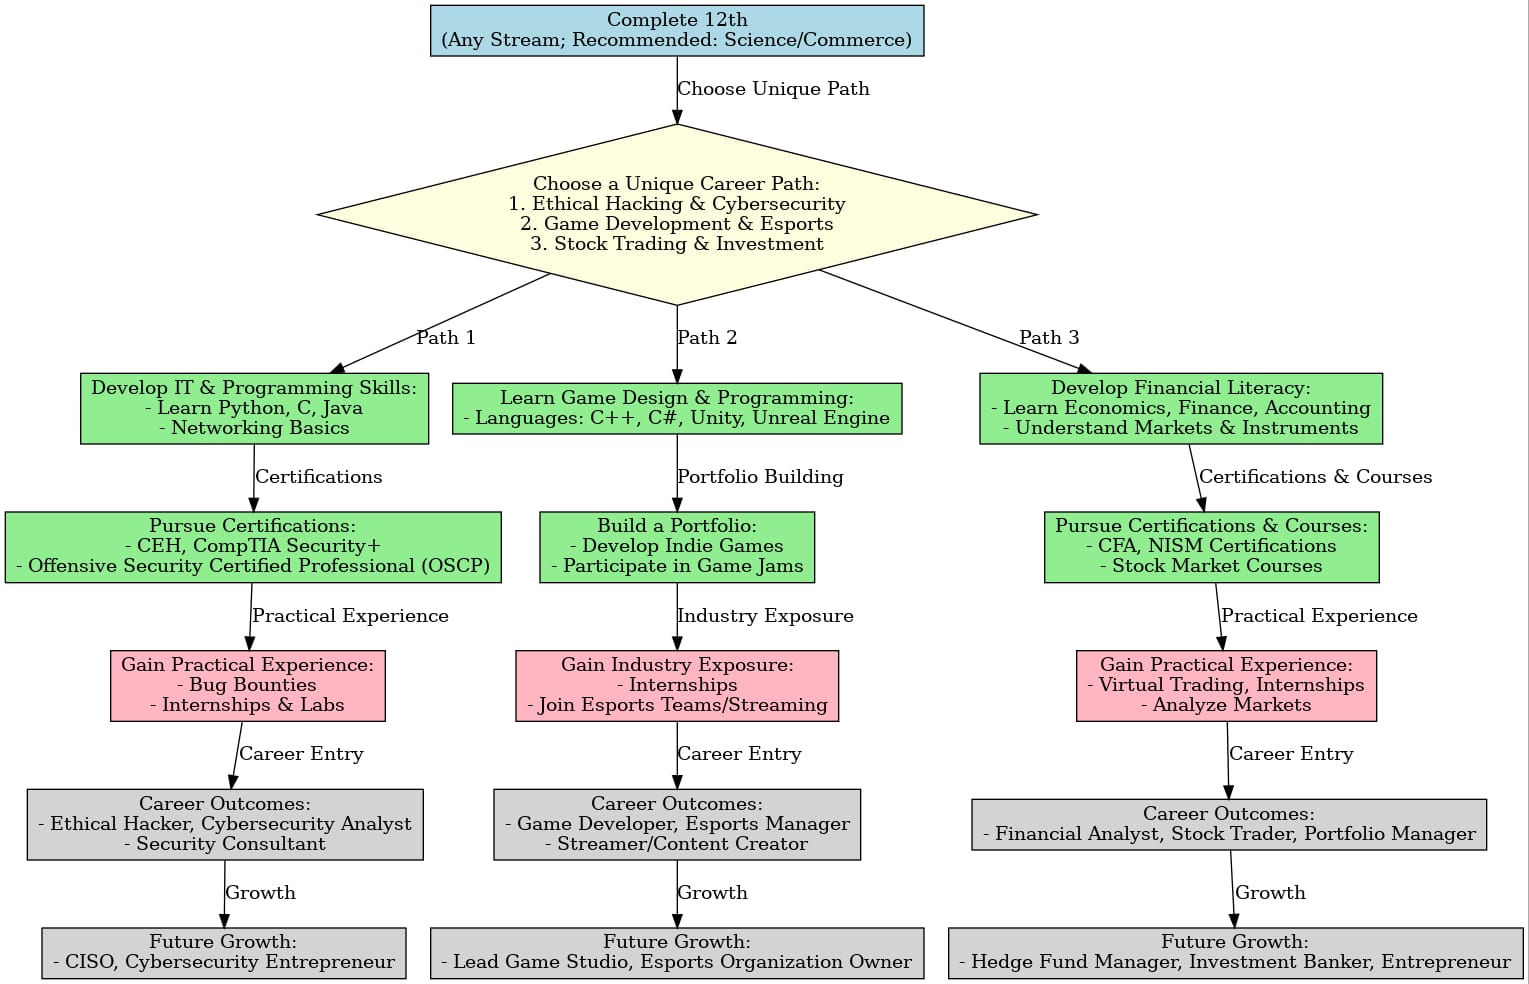 Complete 12th
(Any Stream; Recommended: Science/Commerce)
Choose Unique Path
Choose a Unique Career Path:
1. Ethical Hacking & Cybersecurity
2. Game Development & Esports
3. Stock Trading & Investment
Path 1
Path 2
Path 3
Develop IT & Programming Skills:
- Learn Python, C, Java
- Networking Basics
Learn Game Design & Programming:
- Languages: C++, C#, Unity, Unreal Engine
Develop Financial Literacy:
- Learn Economics, Finance, Accounting
- Understand Markets & Instruments
Certifications
Portfolio Building
Certifications & Courses
Pursue Certifications:
- CEH, CompTIA Security+
- Offensive Security Certified Professional (OSCP)
Build a Portfolio:
- Develop Indie Games
- Participate in Game Jams
Pursue Certifications & Courses:
- CFA, NISM Certifications
- Stock Market Courses
Practical Experience
Industry Exposure
Practical Experience
Gain Practical Experience:
- Bug Bounties
- Internships & Labs
Gain Industry Exposure:
- Internships
- Join Esports Teams/Streaming
Gain Practical Experience:
- Virtual Trading, Internships
- Analyze Markets
Career Entry
Career Entry
Career Entry
Career Outcomes:
- Ethical Hacker, Cybersecurity Analyst
- Security Consultant
Career Outcomes:
- Game Developer, Esports Manager
- Streamer/Content Creator
Career Outcomes:
- Financial Analyst, Stock Trader, Portfolio Manager
Growth
Growth
Growth
Future Growth:
- CISO, Cybersecurity Entrepreneur
Future Growth:
- Lead Game Studio, Esports Organization Owner
Future Growth:
- Hedge Fund Manager, Investment Banker, Entrepreneur